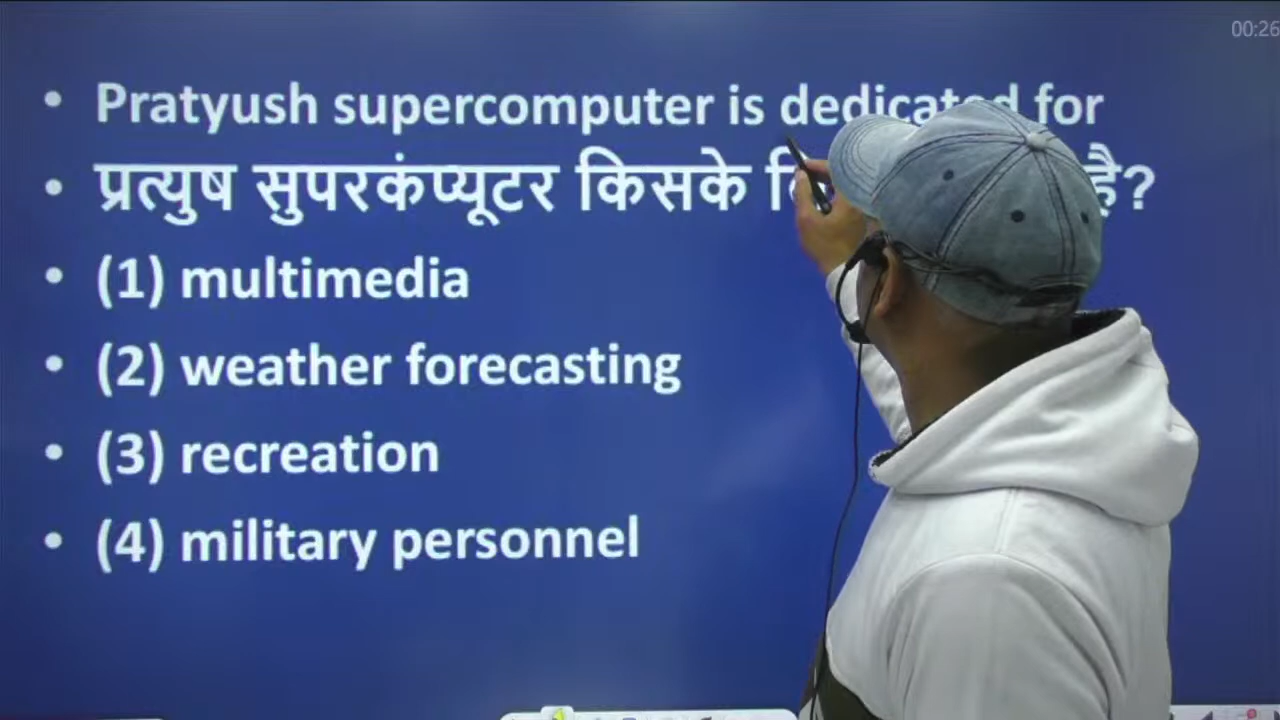 00:26
• Pratyush supercomputer is dedicated for
• प्रत्युष सुपरकंप्यूटर किसके है?
• (1) multimedia
• (2) weather forecasting
• (3) recreation
• (4) military personnel